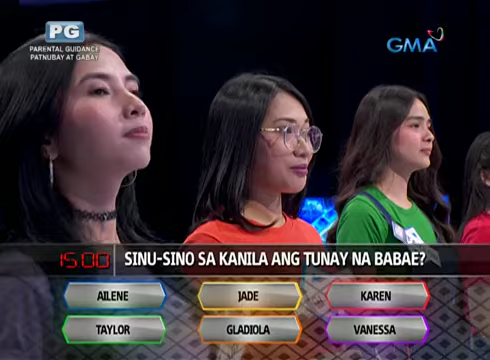 PG
PARENTAL GUIDANCE
PATNUBAY AT GABAY
GMA
15.00
SINU-SINO SA KANILA ANG TUNAY NA BABAE?
AILENE
JADE
KAREN
TAYLOR
GLADIOLA
VANESSA